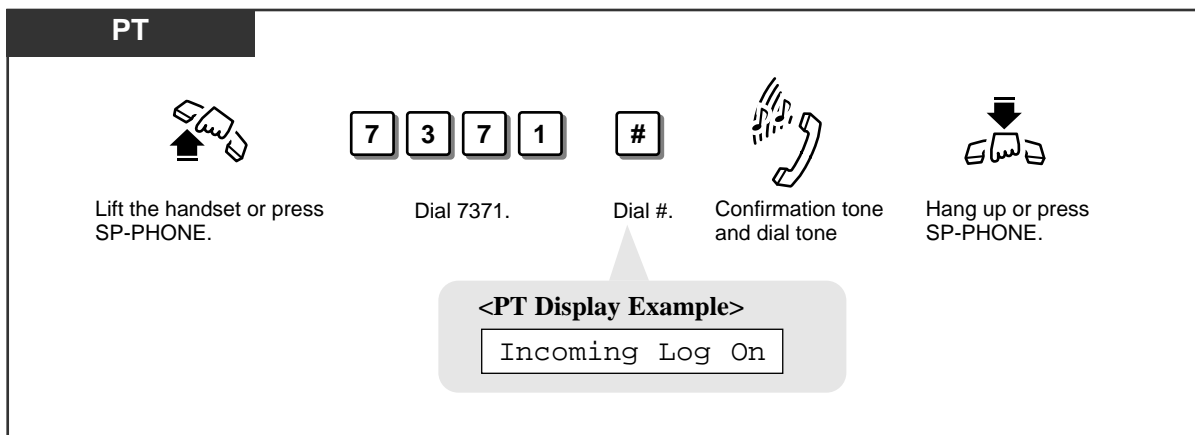 PT
7 3 7 1 #
Lift the handset or press
SP-PHONE.
Dial 7371.
Dial #.
Confirmation tone
and dial tone
Hang up or press
SP-PHONE.
<PT Display Example>
Incoming Log On